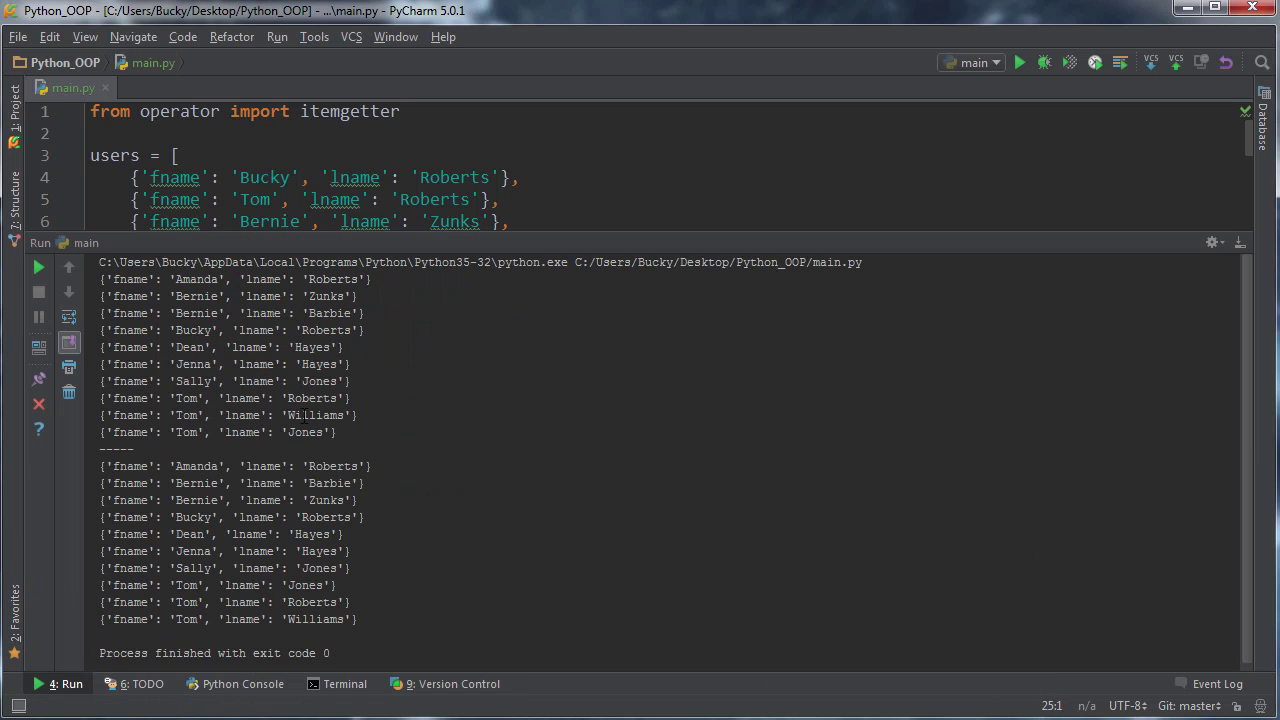 Python_OOP - [C:/Users/Bucky/Desktop/Python_OOP] - ...\main.py - PyCharm 5.0.1
File Edit View Navigate Code Refactor Run Tools VCS Window Help
Python_OOP main.py main VCS VCS
main.py
1: Project
7: Structure
2: Favorites
Database
1 from operator import itemgetter
2
3 users = [
4 {'fname': 'Bucky', 'lname': 'Roberts'},
5 {'fname': 'Tom', 'lname': 'Roberts'},
6 {'fname': 'Bernie', 'lname': 'Zunks'},
Run main
C:\Users\Bucky\AppData\Local\Programs\Python\Python35-32\python.exe C:/Users/Bucky/Desktop/Python_OOP/main.py
{'fname': 'Amanda', 'lname': 'Roberts'}
{'fname': 'Bernie', 'lname': 'Zunks'}
{'fname': 'Bernie', 'lname': 'Barbie'}
{'fname': 'Bucky', 'lname': 'Roberts'}
{'fname': 'Dean', 'lname': 'Hayes'}
{'fname': 'Jenna', 'lname': 'Hayes'}
{'fname': 'Sally', 'lname': 'Jones'}
{'fname': 'Tom', 'lname': 'Roberts'}
{'fname': 'Tom', 'lname': 'Williams'}
{'fname': 'Tom', 'lname': 'Jones'}
-----
{'fname': 'Amanda', 'lname': 'Roberts'}
{'fname': 'Bernie', 'lname': 'Barbie'}
{'fname': 'Bernie', 'lname': 'Zunks'}
{'fname': 'Bucky', 'lname': 'Roberts'}
{'fname': 'Dean', 'lname': 'Hayes'}
{'fname': 'Jenna', 'lname': 'Hayes'}
{'fname': 'Sally', 'lname': 'Jones'}
{'fname': 'Tom', 'lname': 'Jones'}
{'fname': 'Tom', 'lname': 'Roberts'}
{'fname': 'Tom', 'lname': 'Williams'}
Process finished with exit code 0
4: Run 6: TODO Python Console Terminal 9: Version Control Event Log
25:1 n/a UTF-8 Git: master